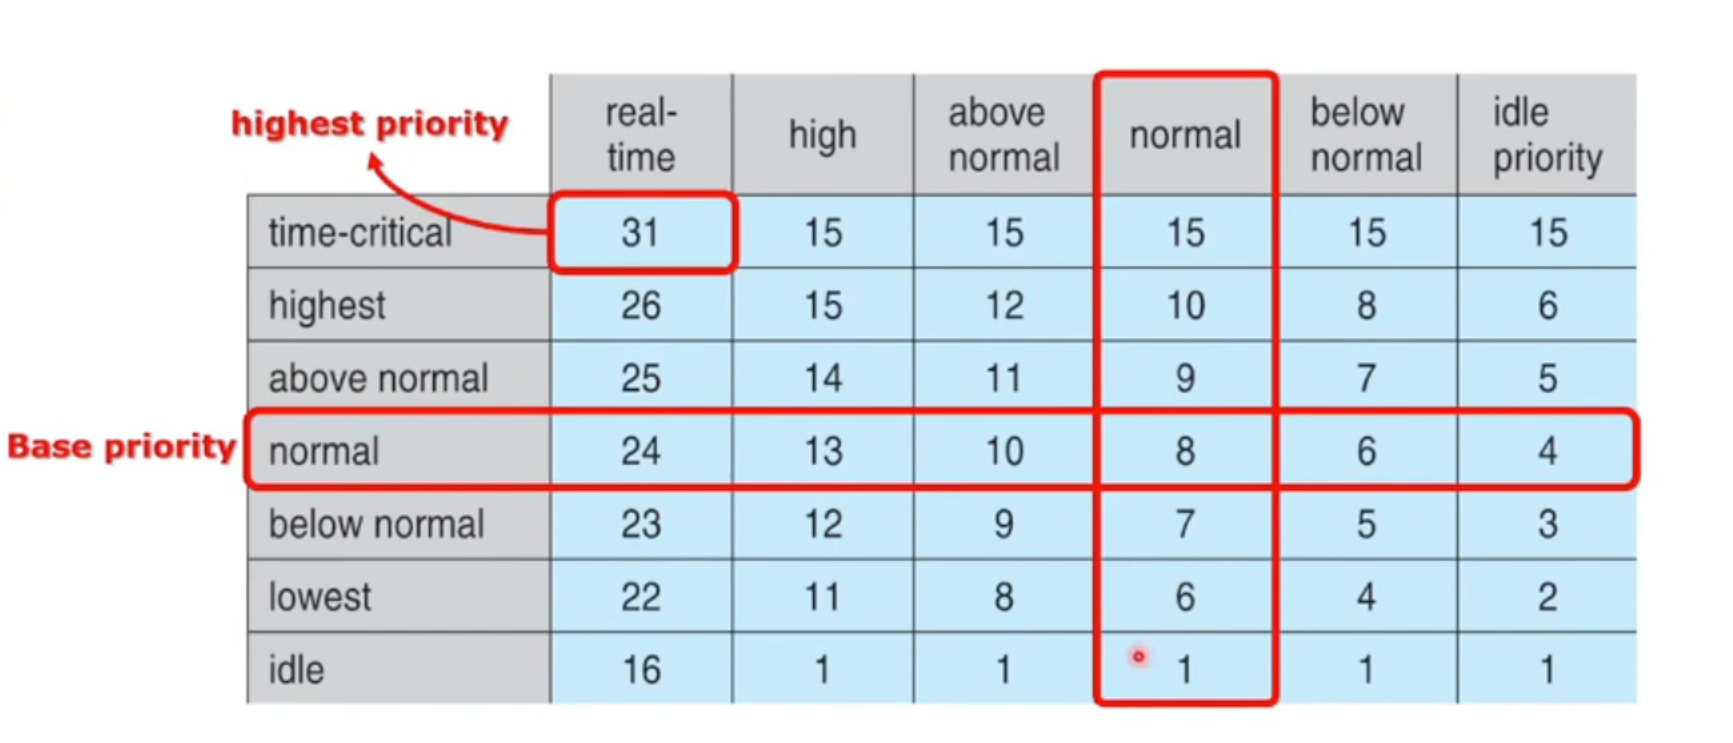 highest priority
real-
time
high
above
normal
normal
below
normal
idle
priority
time-critical 31 15 15 15 15 15
highest 26 15 12 10 8 6
above normal 25 14 11 9 7 5
Base priority normal 24 13 10 8 6 4
below normal 23 12 9 7 5 3
lowest 22 11 8 6 4 2
idle 16 1 1 1 1 1